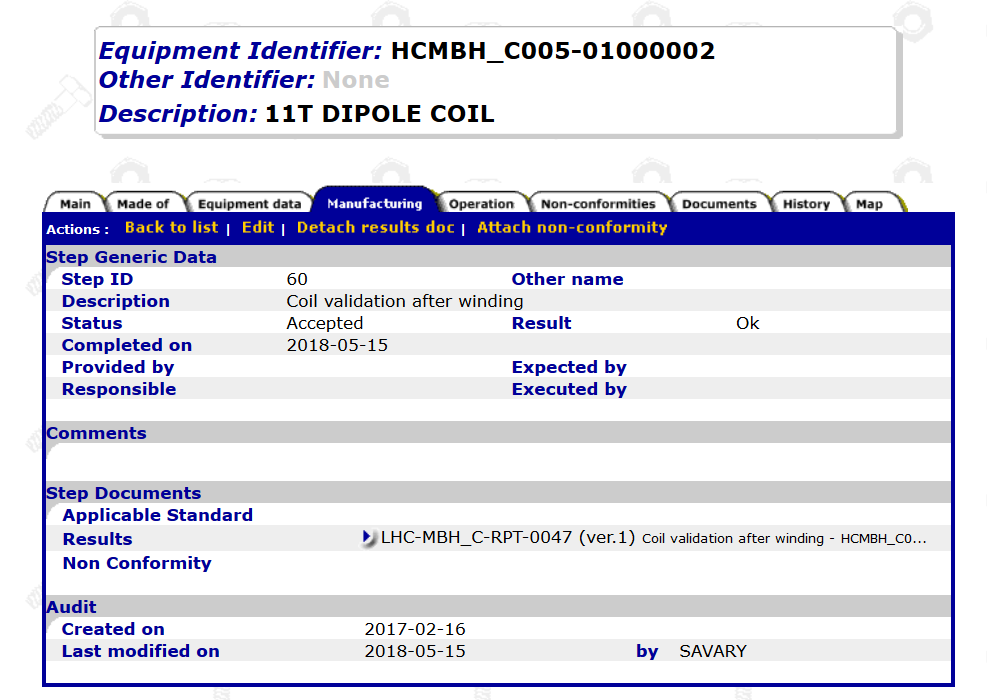 Equipment Identifier: HCMBH_C005-01000002
Other Identifier: None
Description: 11T DIPOLE COIL
Main Made of Equipment data Manufacturing Operation Non-conformities Documents History Map
Actions : Back to list | Edit | Detach results doc | Attach non-conformity
Step Generic Data
Step ID 60 Other name
Description Coil validation after winding
Status Accepted Result Ok
Completed on 2018-05-15
Provided by Expected by
Responsible Executed by
Comments
Step Documents
Applicable Standard
Results LHC-MBH_C-RPT-0047 (ver.1) Coil validation after winding - HCMBH_C0...
Non Conformity
Audit
Created on 2017-02-16
Last modified on 2018-05-15 by SAVARY